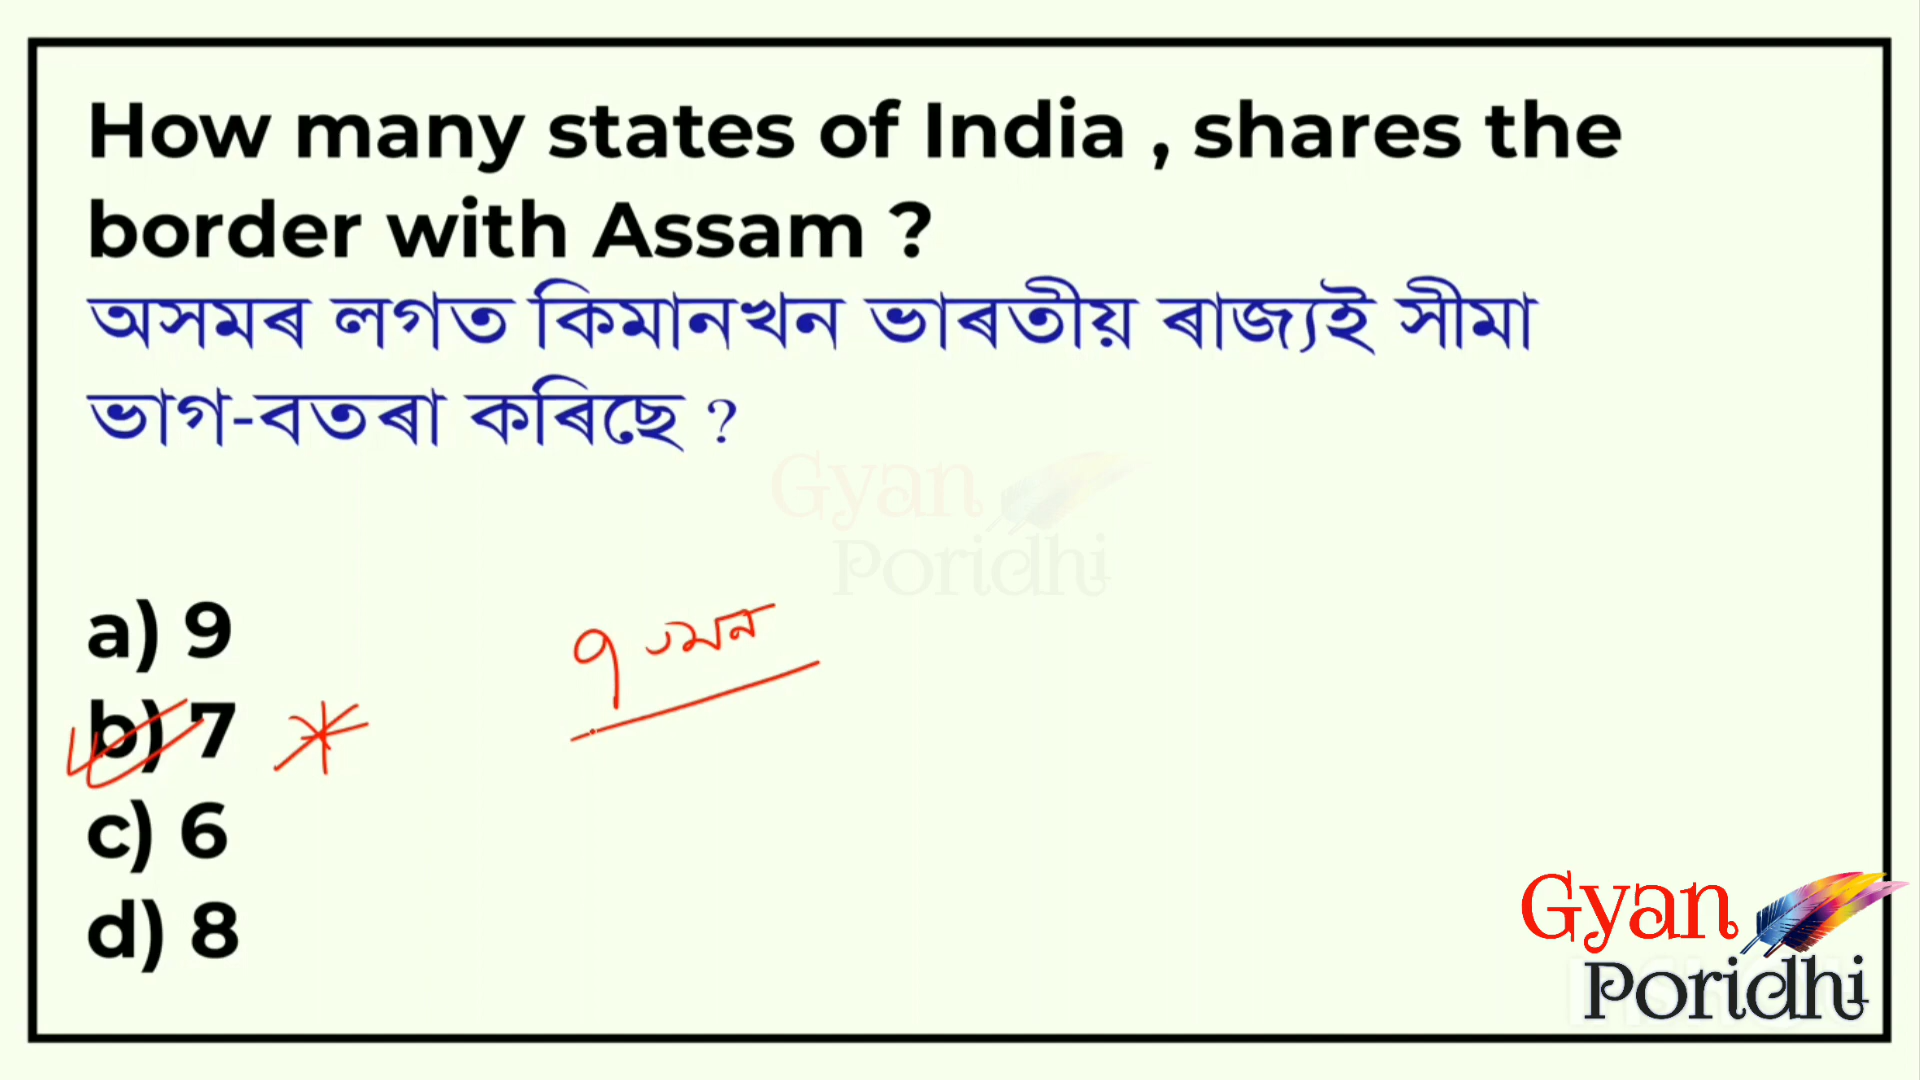 How many states of India , shares the
border with Assam ?
অসমৰ লগত কিমানখন ভাৰতীয় ৰাজ্যই সীমা
ভাগ-বতৰা কৰিছে ?
Gyan
Poridhi
a) 9
b) 7
c) 6
d) 8
৭
Gyan
Poridhi